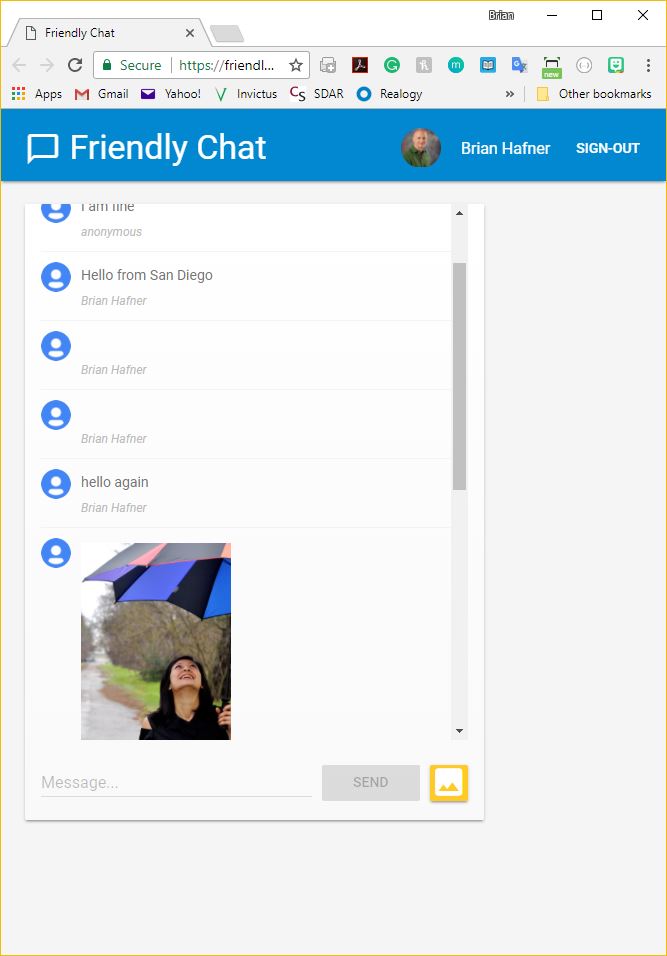 Brian
Friendly Chat
Secure https://friendl...
new
Apps Gmail Yahoo! Invictus CS SDAR Realogy » Other bookmarks
Friendly Chat Brian Hafner SIGN-OUT
I am fine
anonymous
Hello from San Diego
Brian Hafner
Brian Hafner
Brian Hafner
hello again
Brian Hafner
Message... SEND